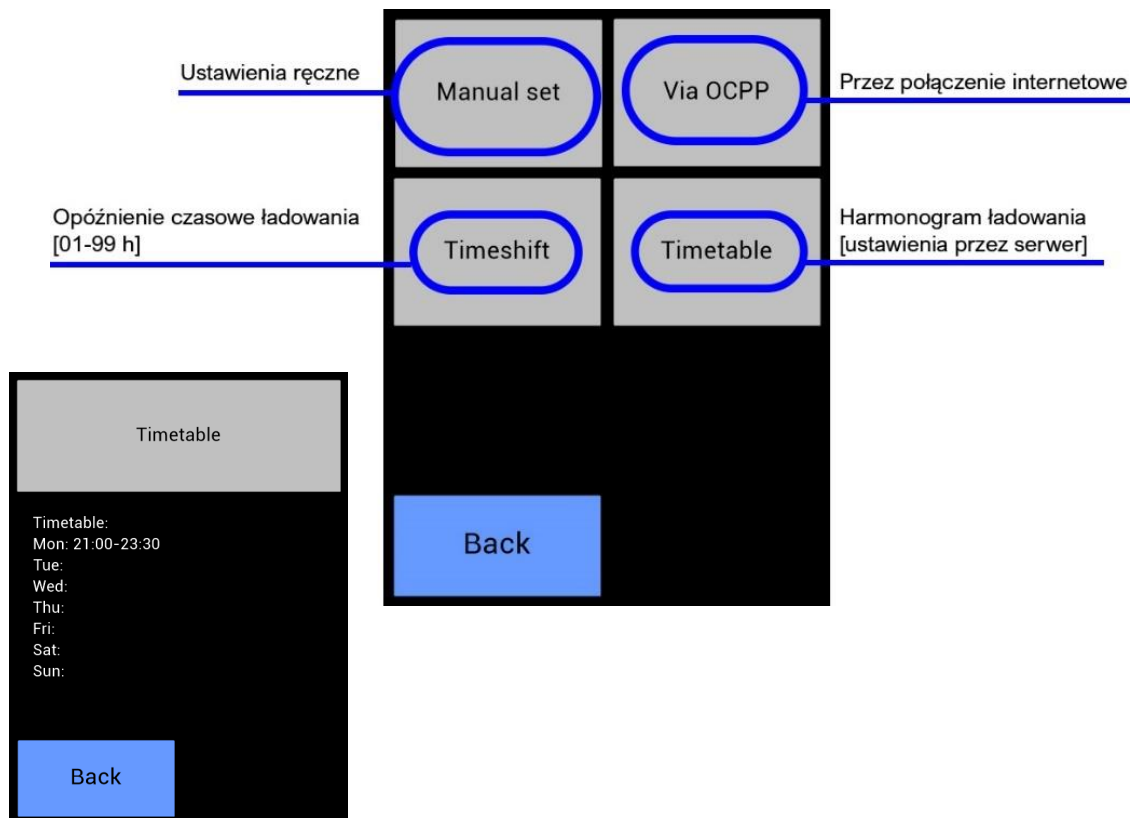 Ustawienia ręczne
Manual set
Via OCPP
Przez połączenie internetowe
Opóźnienie czasowe ładowania
[01-99 h]
Timeshift
Timetable
Harmonogram ładowania
[ustawienia przez serwer]
Back
Timetable
Timetable:
Mon: 21:00-23:30
Tue:
Wed:
Thu:
Fri:
Sat:
Sun:
Back